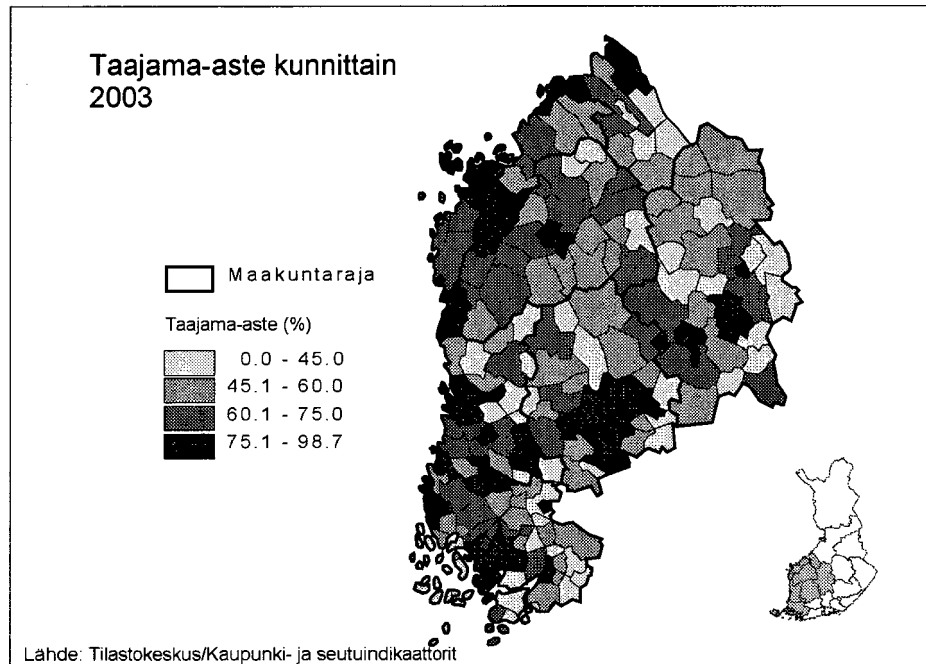 Taajama-aste kunnittain
2003
Maakuntaraja
Taajama-aste (%)
0.0 - 45.0
45.1 - 60.0
60.1 - 75.0
75.1 - 98.7
Lähde: Tilastokeskus/Kaupunki- ja seutuindikaattorit